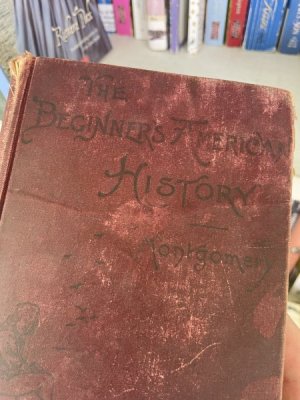 THE
BEGINNER'S AMERICAN
HISTORY
Montgomery